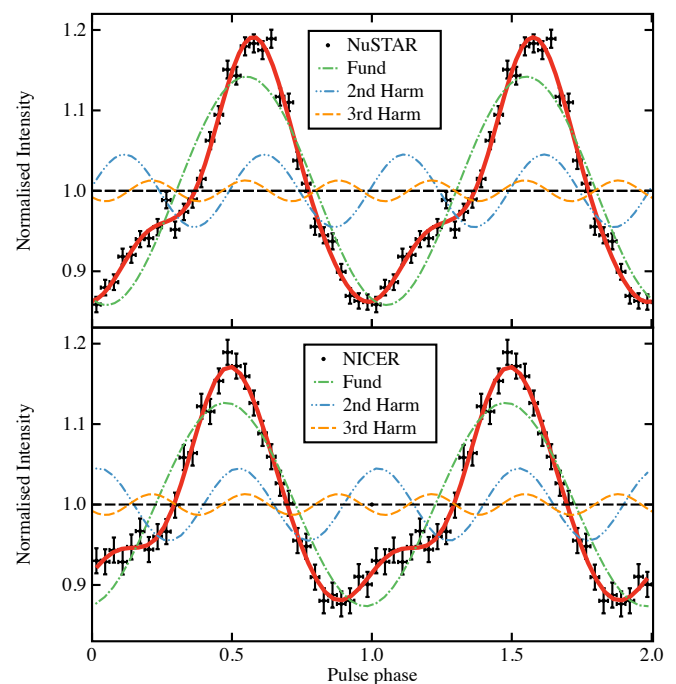 1.2
1.1
1.0
0.9
Normalised Intensity
NuSTAR
Fund
2nd Harm
3rd Harm
1.2
1.1
1.0
0.9
Normalised Intensity
NICER
Fund
2nd Harm
3rd Harm
0 0.5 1.0 1.5 2.0
Pulse phase